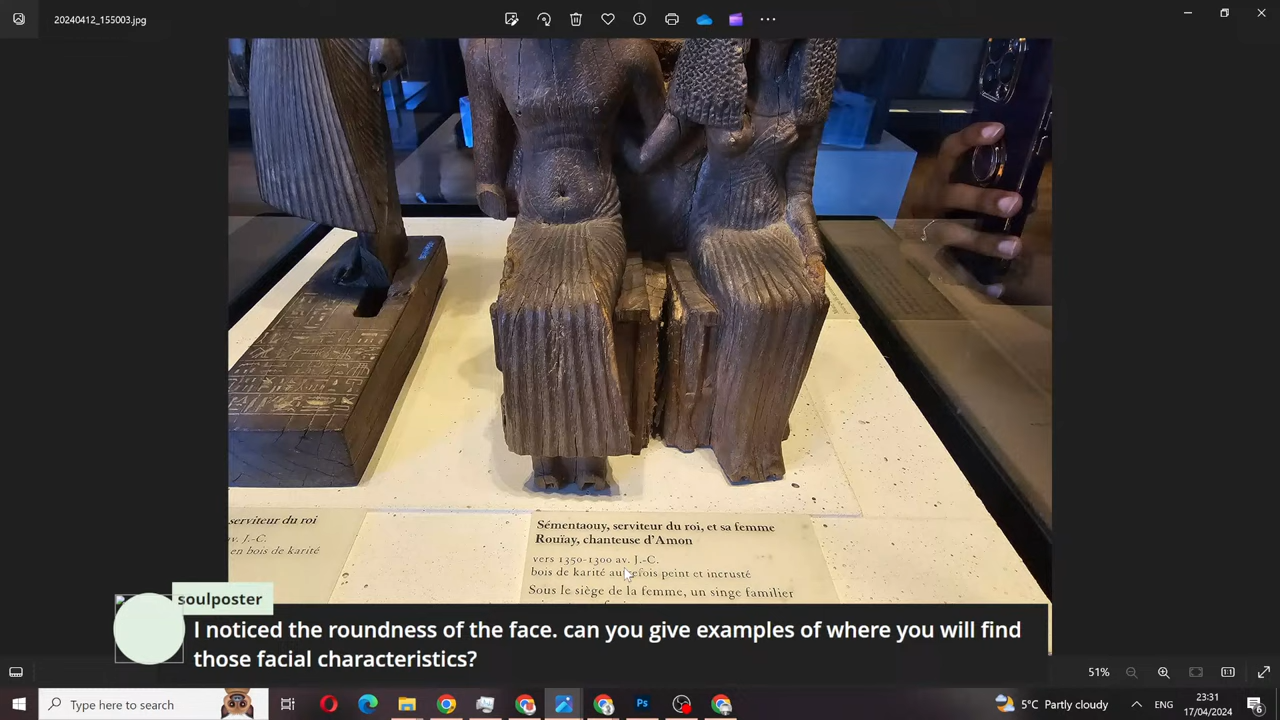 20240412_155003.jpg
serviteur du roi
av. J.-C.
en bois de karité
Sémentaouy, serviteur du roi, et sa femme
Rouïay, chanteuse d'Amon
vers 1350-1300 av. J.-C.
bois de karité autrefois peint et incrusté
Sous le siège de la femme, un singe familier
soulposter
I noticed the roundness of the face. can you give examples of where you will find
those facial characteristics?
51%
Type here to search
5°C Partly cloudy
ENG
23:31
17/04/2024
6